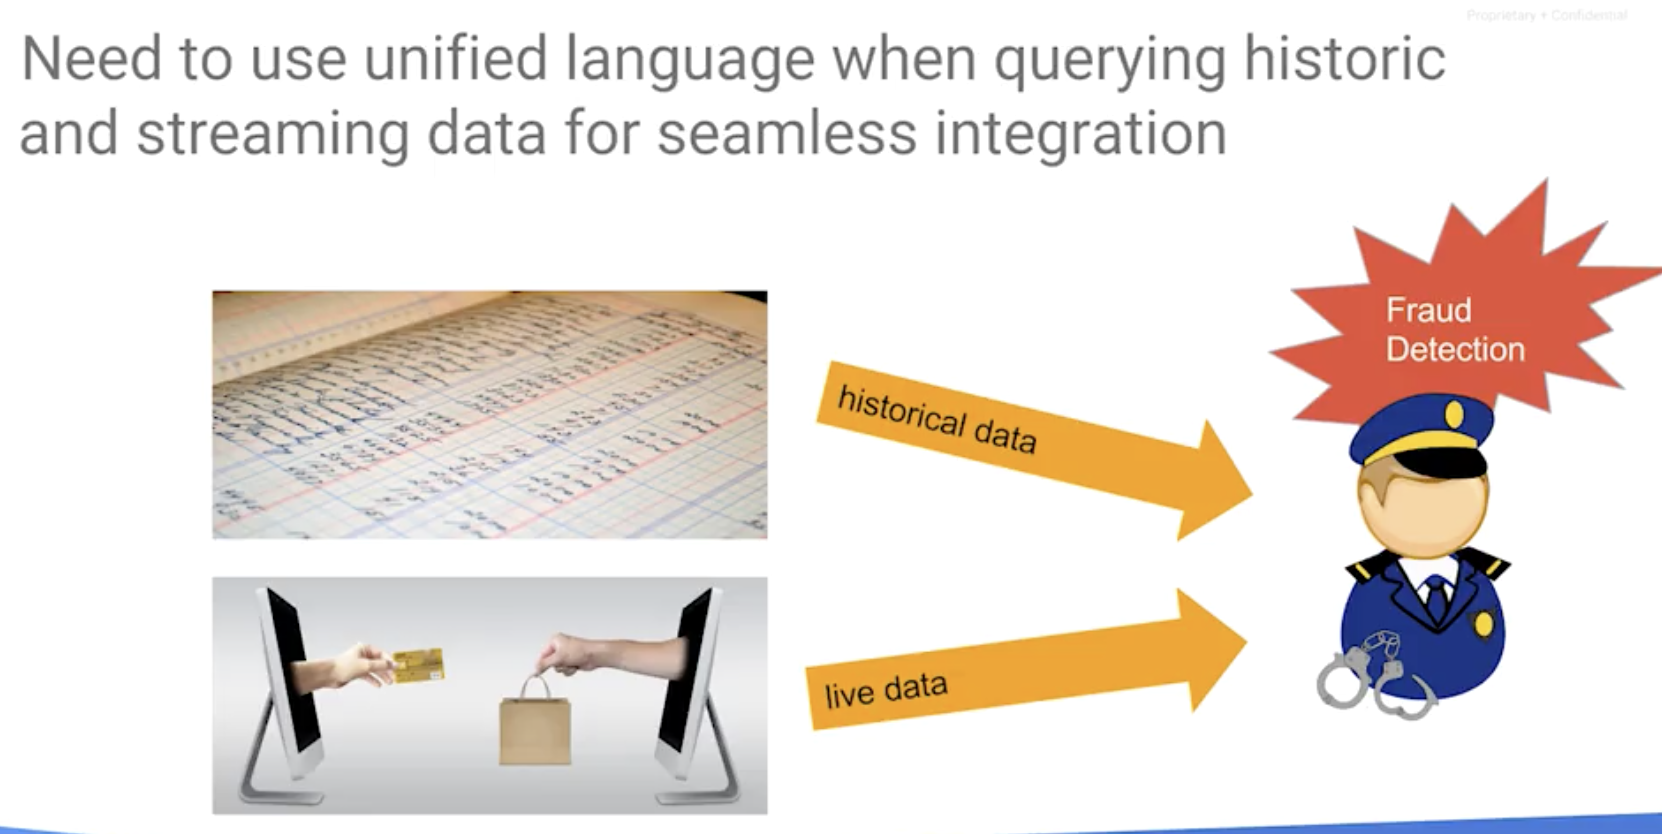 Proprietary + Confidential
Need to use unified language when querying historic
and streaming data for seamless integration
Fraud
Detection
historical data
live data